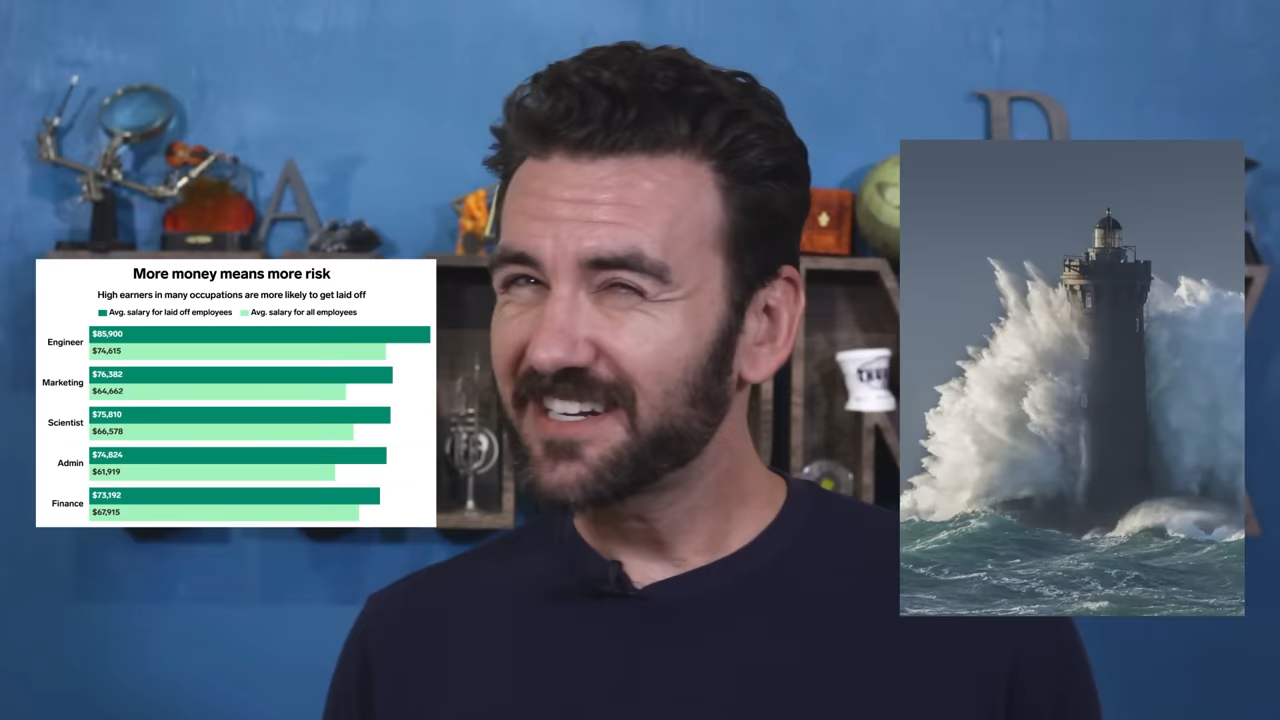 A
D
More money means more risk
High earners in many occupations are more likely to get laid off
Avg. salary for laid off employees Avg. salary for all employees
Engineer
$85,900
$74,615
Marketing
$76,382
$64,662
Scientist
$75,810
$66,578
Admin
$74,824
$61,919
Finance
$73,192
$67,915